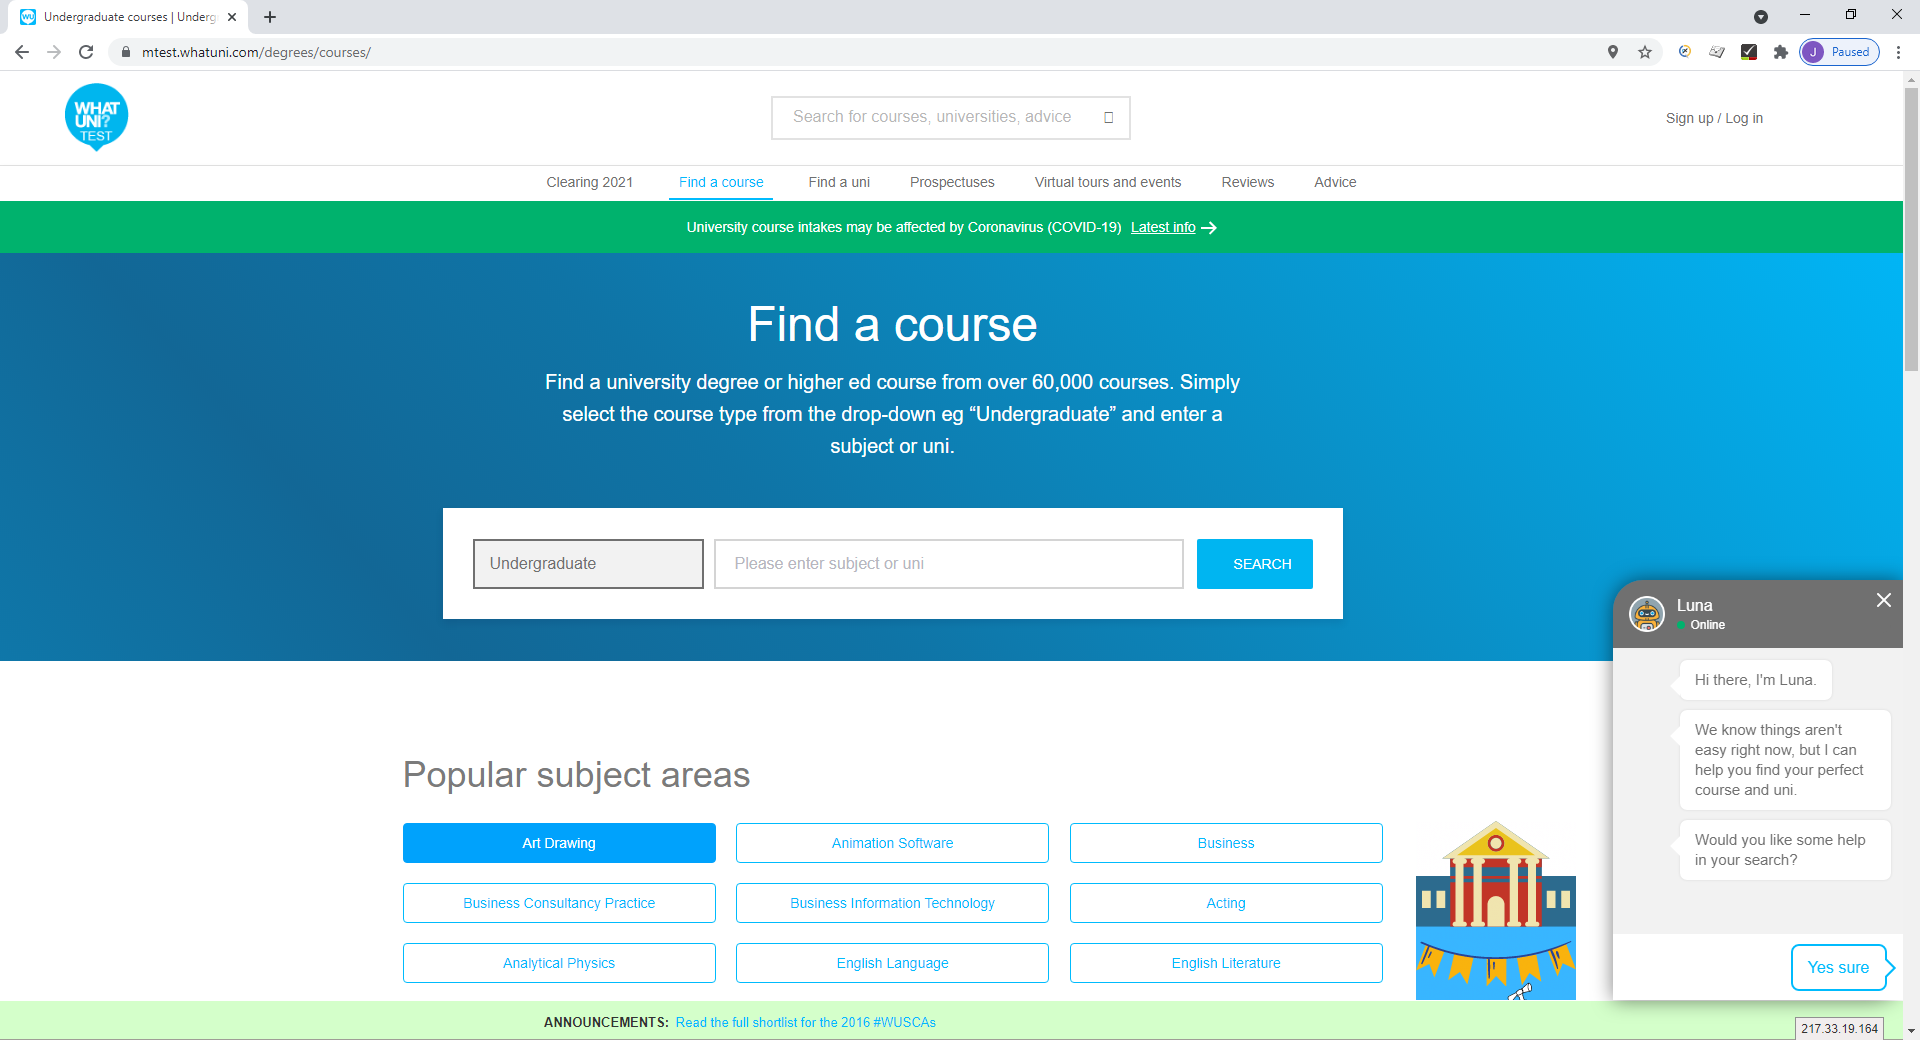 Undergraduate courses | Underg
mtest.whatuni.com/degrees/courses/
J Paused
WHAT
UNI?
TEST
Search for courses, universities, advice
Sign up / Log in
Clearing 2021 Find a course Find a uni Prospectuses Virtual tours and events Reviews Advice
University course intakes may be affected by Coronavirus (COVID-19) Latest info
Find a course
Find a university degree or higher ed course from over 60,000 courses. Simply
select the course type from the drop-down eg “Undergraduate” and enter a
subject or uni.
Undergraduate Please enter subject or uni SEARCH
Luna
Online
Hi there, I'm Luna.
We know things aren't
easy right now, but I can
help you find your perfect
course and uni.
Would you like some help
in your search?
Yes sure
Popular subject areas
Art Drawing Animation Software Business
Business Consultancy Practice Business Information Technology Acting
Analytical Physics English Language English Literature
ANNOUNCEMENTS: Read the full shortlist for the 2016 #WUSCAs
217.33.19.164